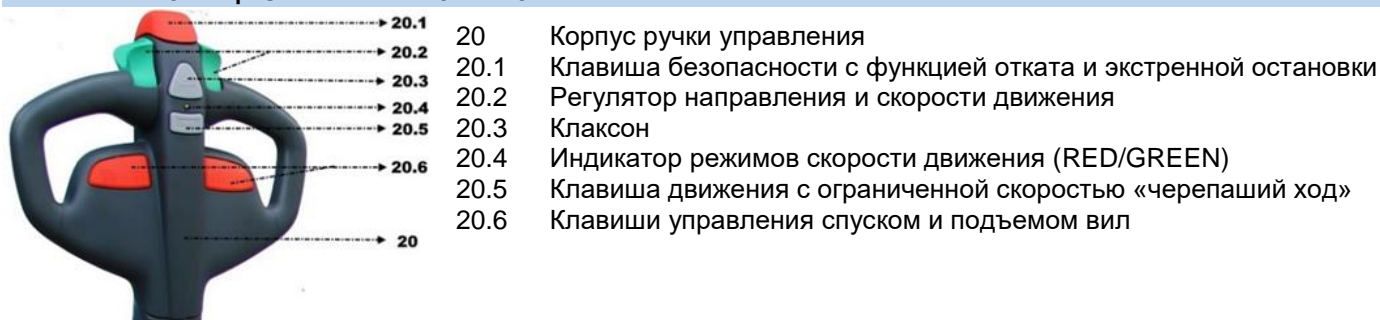 20.1
20.2
20.3
20.4
20.5
20.6
20
20 Корпус ручки управления
20.1 Клавиша безопасности с функцией отката и экстренной остановки
20.2 Регулятор направления и скорости движения
20.3 Клаксон
20.4 Индикатор режимов скорости движения (RED/GREEN)
20.5 Клавиша движения с ограниченной скоростью «черепаший ход»
20.6 Клавиши управления спуском и подъемом вил